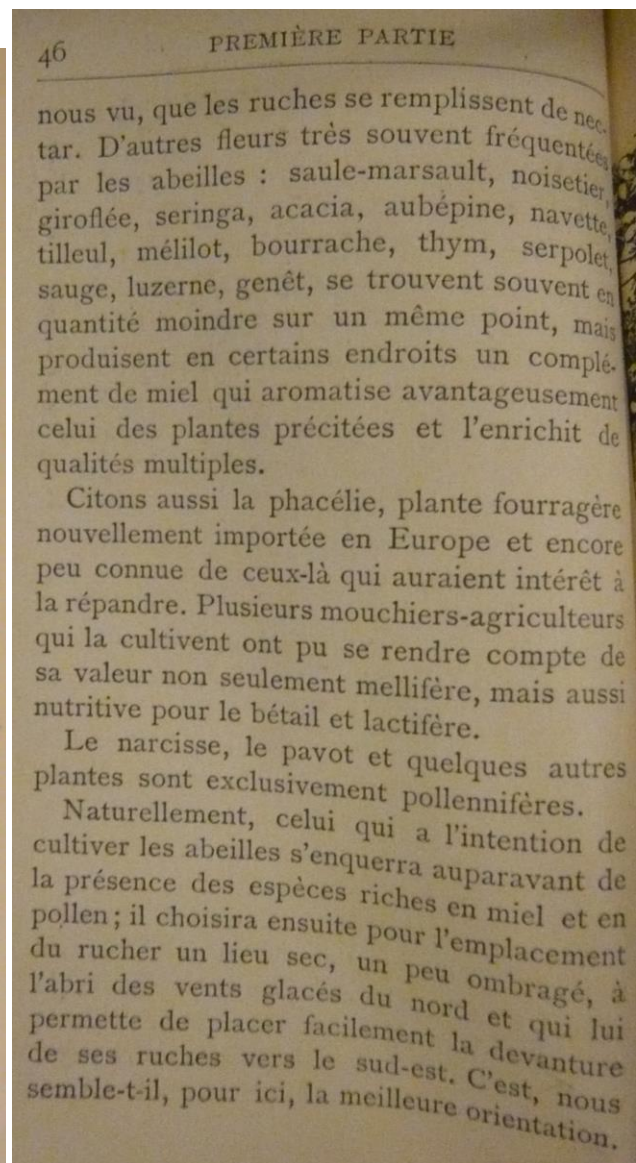 46
PREMIÈRE PARTIE
nous vu, que les ruches se remplissent de nec-
tar. D'autres fleurs très souvent fréquentées
par les abeilles : saule-marsault, noisetier,
giroflée, seringa, acacia, aubépine, navette,
tilleul, mélilot, bourrache, thym, serpolet,
sauge, luzerne, genêt, se trouvent souvent en
quantité moindre sur un même point, mais
produisent en certains endroits un complé-
ment de miel qui aromatise avantageusement
celui des plantes précitées et l'enrichit de
qualités multiples.
Citons aussi la phacélie, plante fourragère
nouvellement importée en Europe et encore
peu connue de ceux-là qui auraient intérêt à
la répandre. Plusieurs mouchiers-agriculteurs
qui la cultivent ont pu se rendre compte de
sa valeur non seulement mellifère, mais aussi
nutritive pour le bétail et lactifère.
Le narcisse, le pavot et quelques autres
plantes sont exclusivement pollennifères.
Naturellement, celui qui a l'intention de
cultiver les abeilles s'enquerra auparavant de
la présence des espèces riches en miel et en
pollen ; il choisira ensuite pour l'emplacement
du rucher un lieu sec, un peu ombragé, à
l'abri des vents glacés du nord et qui lui
permette de placer facilement la devanture
de ses ruches vers le sud-est. C'est, nous
semble-t-il, pour ici, la meilleure orientation.